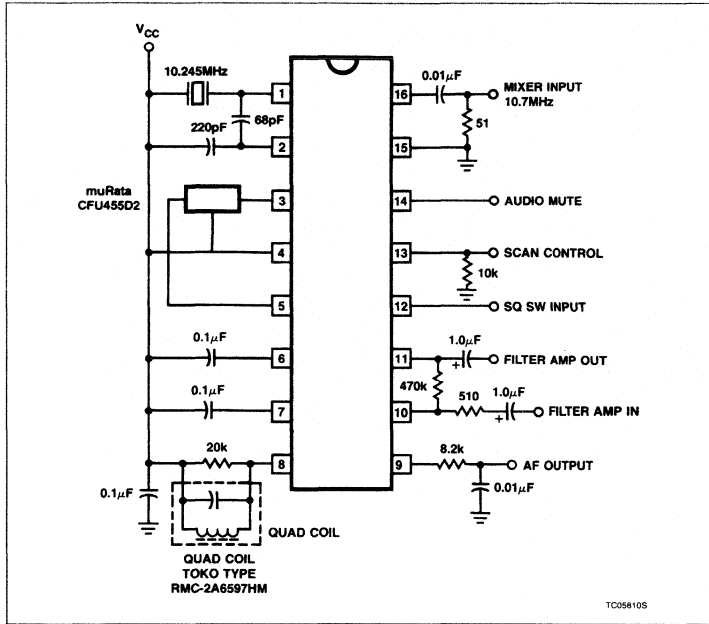 VCC
10.245MHz
68pF
220pF
muRata
CFU455D2
0.1μF
0.1μF
20k
0.1μF
QUAD COIL
QUAD COIL
TOKO TYPE
RMC-2A6597HM
1
2
3
4
5
6
7
8
16
15
14
13
12
11
10
9
0.01μF
MIXER INPUT
10.7MHz
51
AUDIO MUTE
SCAN CONTROL
10k
SQ SW INPUT
1.0μF
+
FILTER AMP OUT
470k
510
1.0μF
+
FILTER AMP IN
8.2k
AF OUTPUT
0.01μF
TC05810S